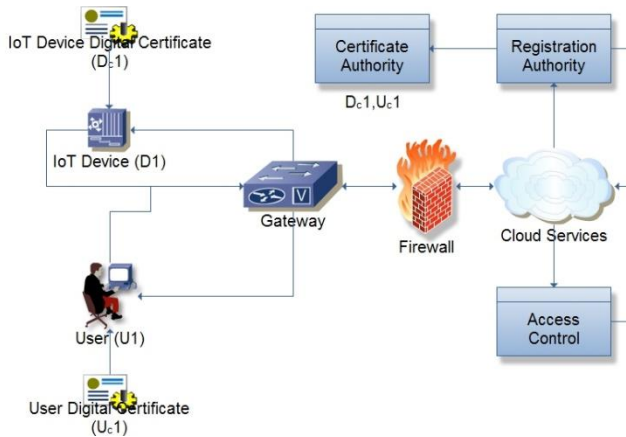 IoT Device Digital Certificate
(Dc1)
Certificate
Authority
Registration
Authority
Dc1,Uc1
IoT Device (D1)
V
Gateway
Firewall
Cloud Services
User (U1)
Access
Control
User Digital Certificate
(Uc1)